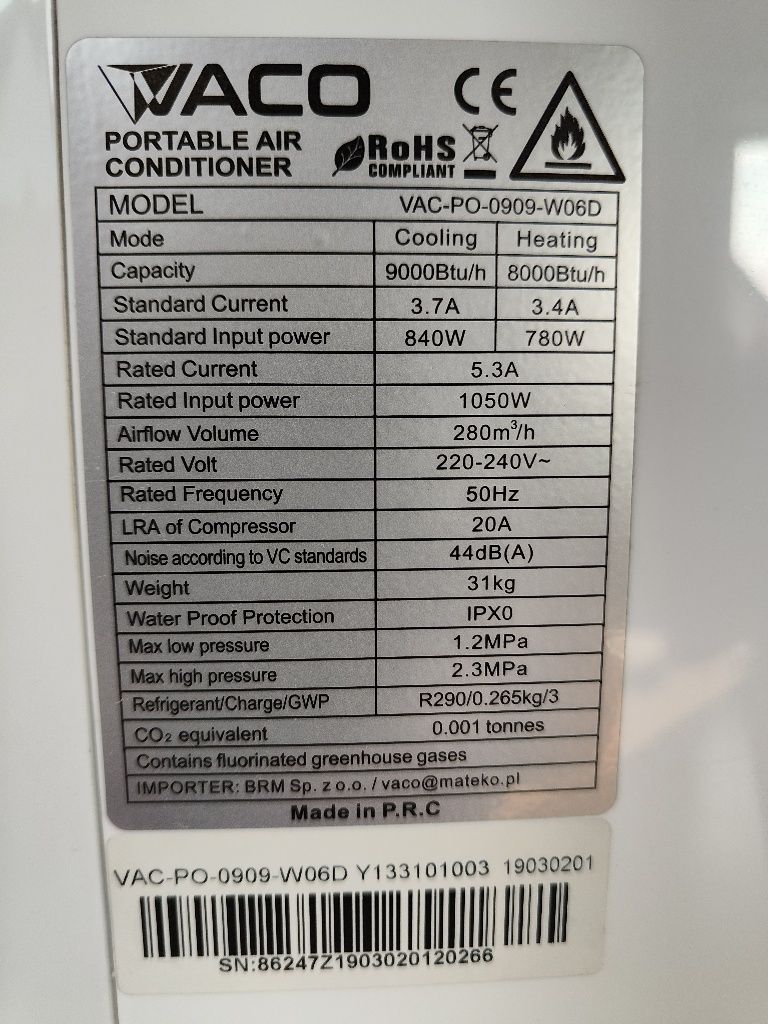 VACO
CE
PORTABLE AIR
CONDITIONER
RoHS
COMPLIANT
MODEL VAC-PO-0909-W06D
Mode Cooling Heating
Capacity 9000Btu/h 8000Btu/h
Standard Current 3.7A 3.4A
Standard Input power 840W 780W
Rated Current 5.3A
Rated Input power 1050W
Airflow Volume 280m³/h
Rated Volt 220-240V~
Rated Frequency 50Hz
LRA of Compressor 20A
Noise according to VC standards 44dB(A)
Weight 31kg
Water Proof Protection IPX0
Max low pressure 1.2MPa
Max high pressure 2.3MPa
Refrigerant/Charge/GWP R290/0.265kg/3
CO₂ equivalent 0.001 tonnes
Contains fluorinated greenhouse gases
IMPORTER: BRM Sp. z o.o. / vaco@mateko.pl
Made in P.R.C
VAC-PO-0909-W06D Y133101003 19030201
SN:86247Z1903020120266